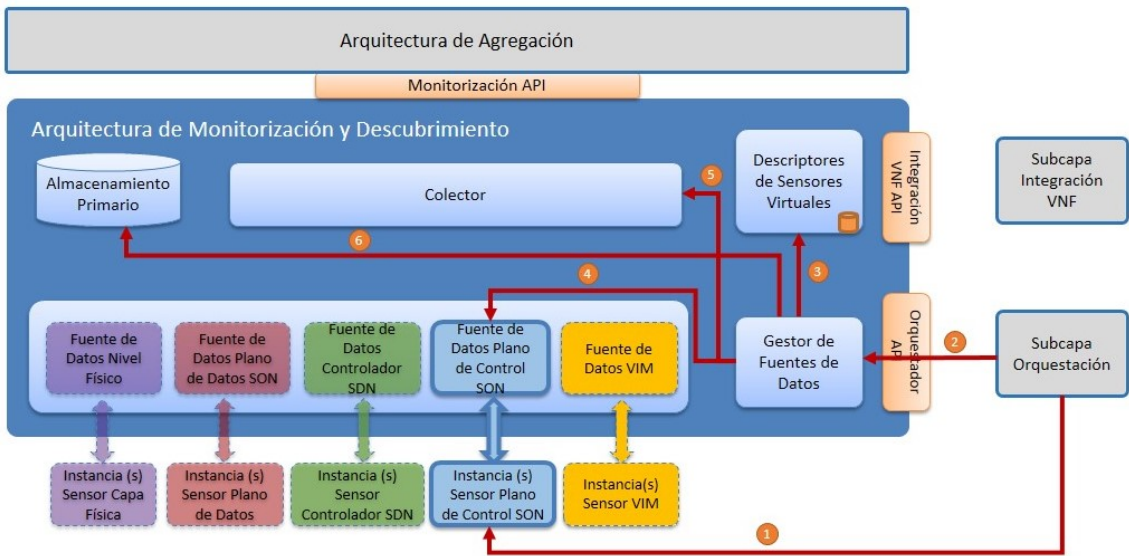 Arquitectura de Agregación
Monitorización API
Arquitectura de Monitorización y Descubrimiento
Almacenamiento
Primario
Colector
5
Descriptores
de Sensores
Virtuales
Integración
VNF API
Subcapa
Integración
VNF
6
4
3
Fuente de
Datos Nivel
Físico
Fuente de
Datos Plano
de Datos SON
Fuente de
Datos
Controlador
SDN
Fuente de
Datos Plano
de Control
SON
Fuente de
Datos VIM
Gestor de
Fuentes de
Datos
Orquestador
API
2
Subcapa
Orquestación
Instancia (s)
Sensor Capa
Física
Instancia (s)
Sensor Plano
de Datos
Instancia (s)
Sensor
Controlador SDN
Instancia (s)
Sensor Plano
de Control SON
Instancia(s)
Sensor VIM
1